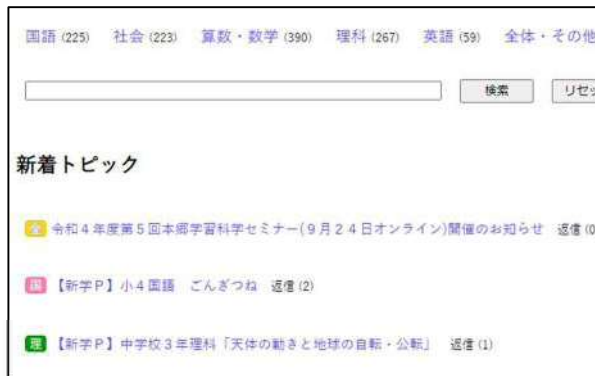 国語 (225) 社会 (223) 算数・数学 (390) 理科 (267) 英語 (59) 全体・その他
検索 リセッ
新着トピック
全 令和4年度第5回本郷学習科学セミナー(9月24日オンライン)開催のお知らせ 返信 (0
国 【新学P】小4国語 ごんぎつね 返信 (2)
理 【新学P】中学校3年理科「天体の動きと地球の自転・公転」 返信 (1)